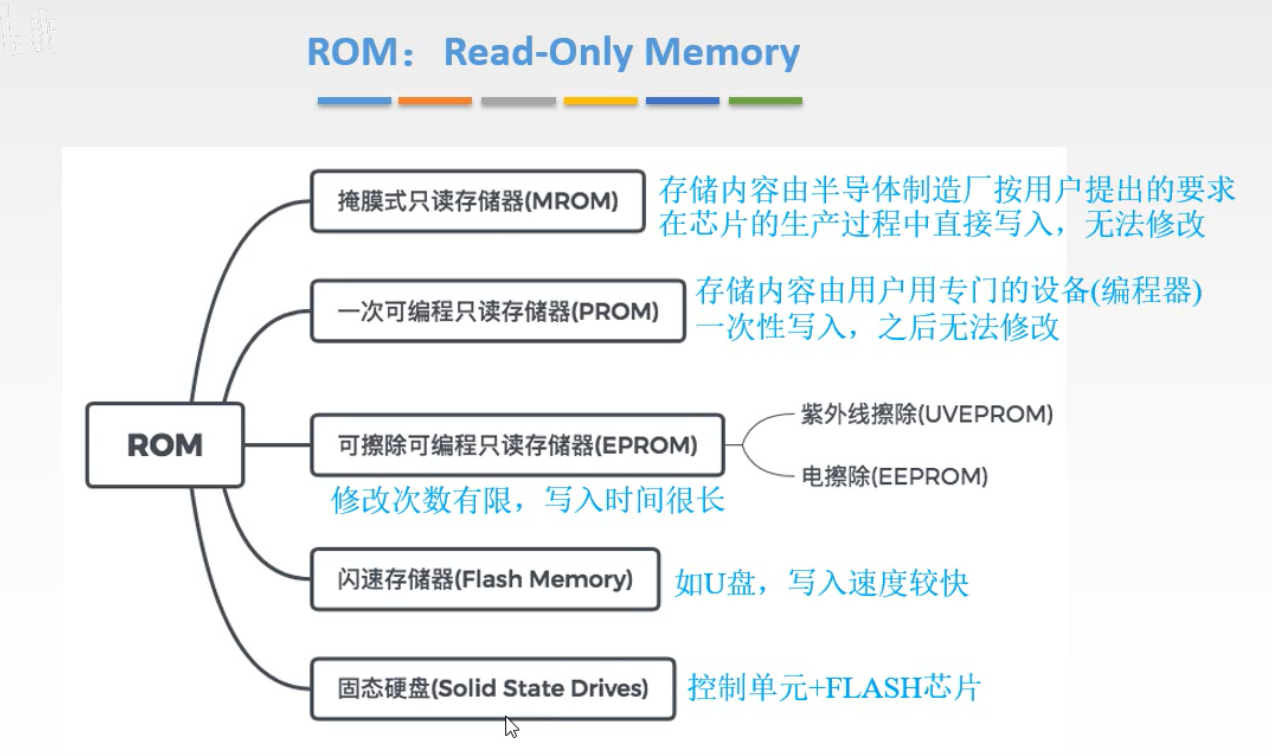 ROM： Read-Only Memory
掩膜式只读存储器(MROM)
存储内容由半导体制造厂按用户提出的要求
在芯片的生产过程中直接写入，无法修改
一次可编程只读存储器(PROM)
存储内容由用户用专门的设备(编程器)
一次性写入，之后无法修改
ROM
可擦除可编程只读存储器(EPROM)
紫外线擦除(UVEPROM)
电擦除(EEPROM)
修改次数有限，写入时间很长
闪速存储器(Flash Memory)
如U盘，写入速度较快
固态硬盘(Solid State Drives)
控制单元+FLASH芯片